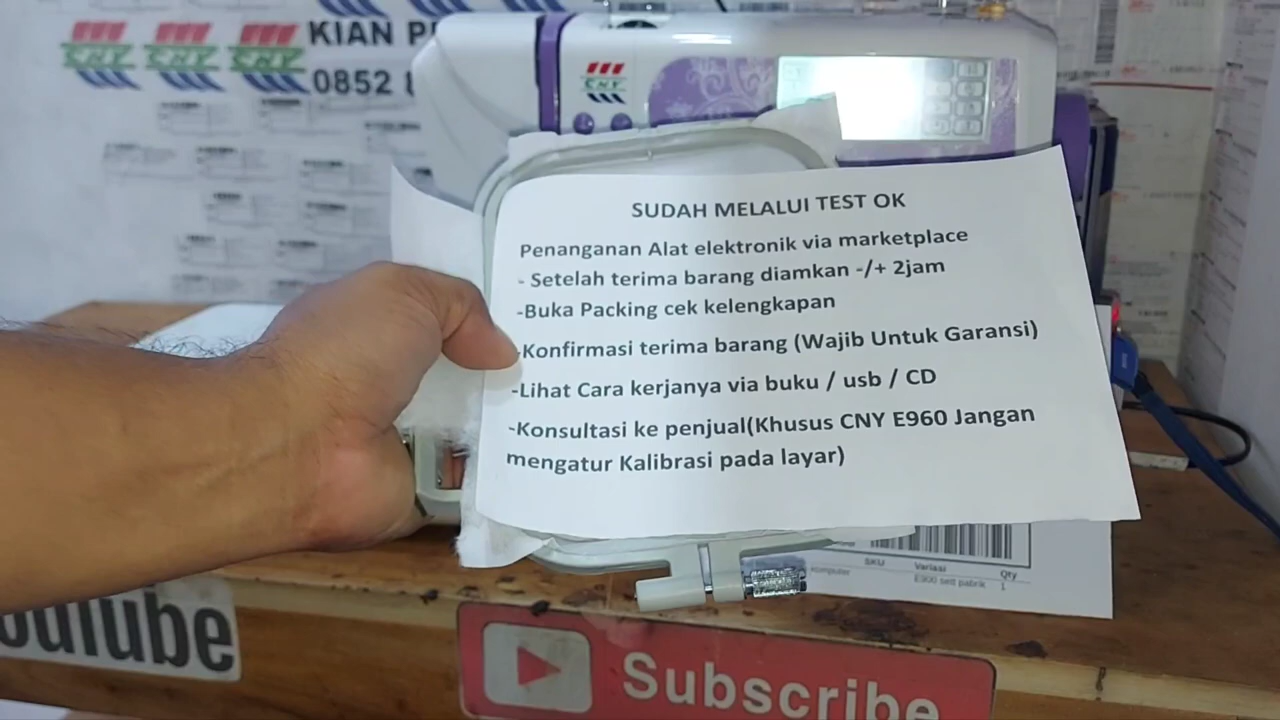 CNY CNY CNY
KIAN
0852
CNY
SUDAH MELALUI TEST OK
Penanganan Alat elektronik via marketplace
- Setelah terima barang diamkan -/+ 2jam
-Buka Packing cek kelengkapan
-Konfirmasi terima barang (Wajib Untuk Garansi)
-Lihat Cara kerjanya via buku / usb / CD
-Konsultasi ke penjual(Khusus CNY E960 Jangan
mengatur Kalibrasi pada layar)
komputer
SKU
Variasi
Qty
E900 sett pabrik
1
ouTube
Subscribe